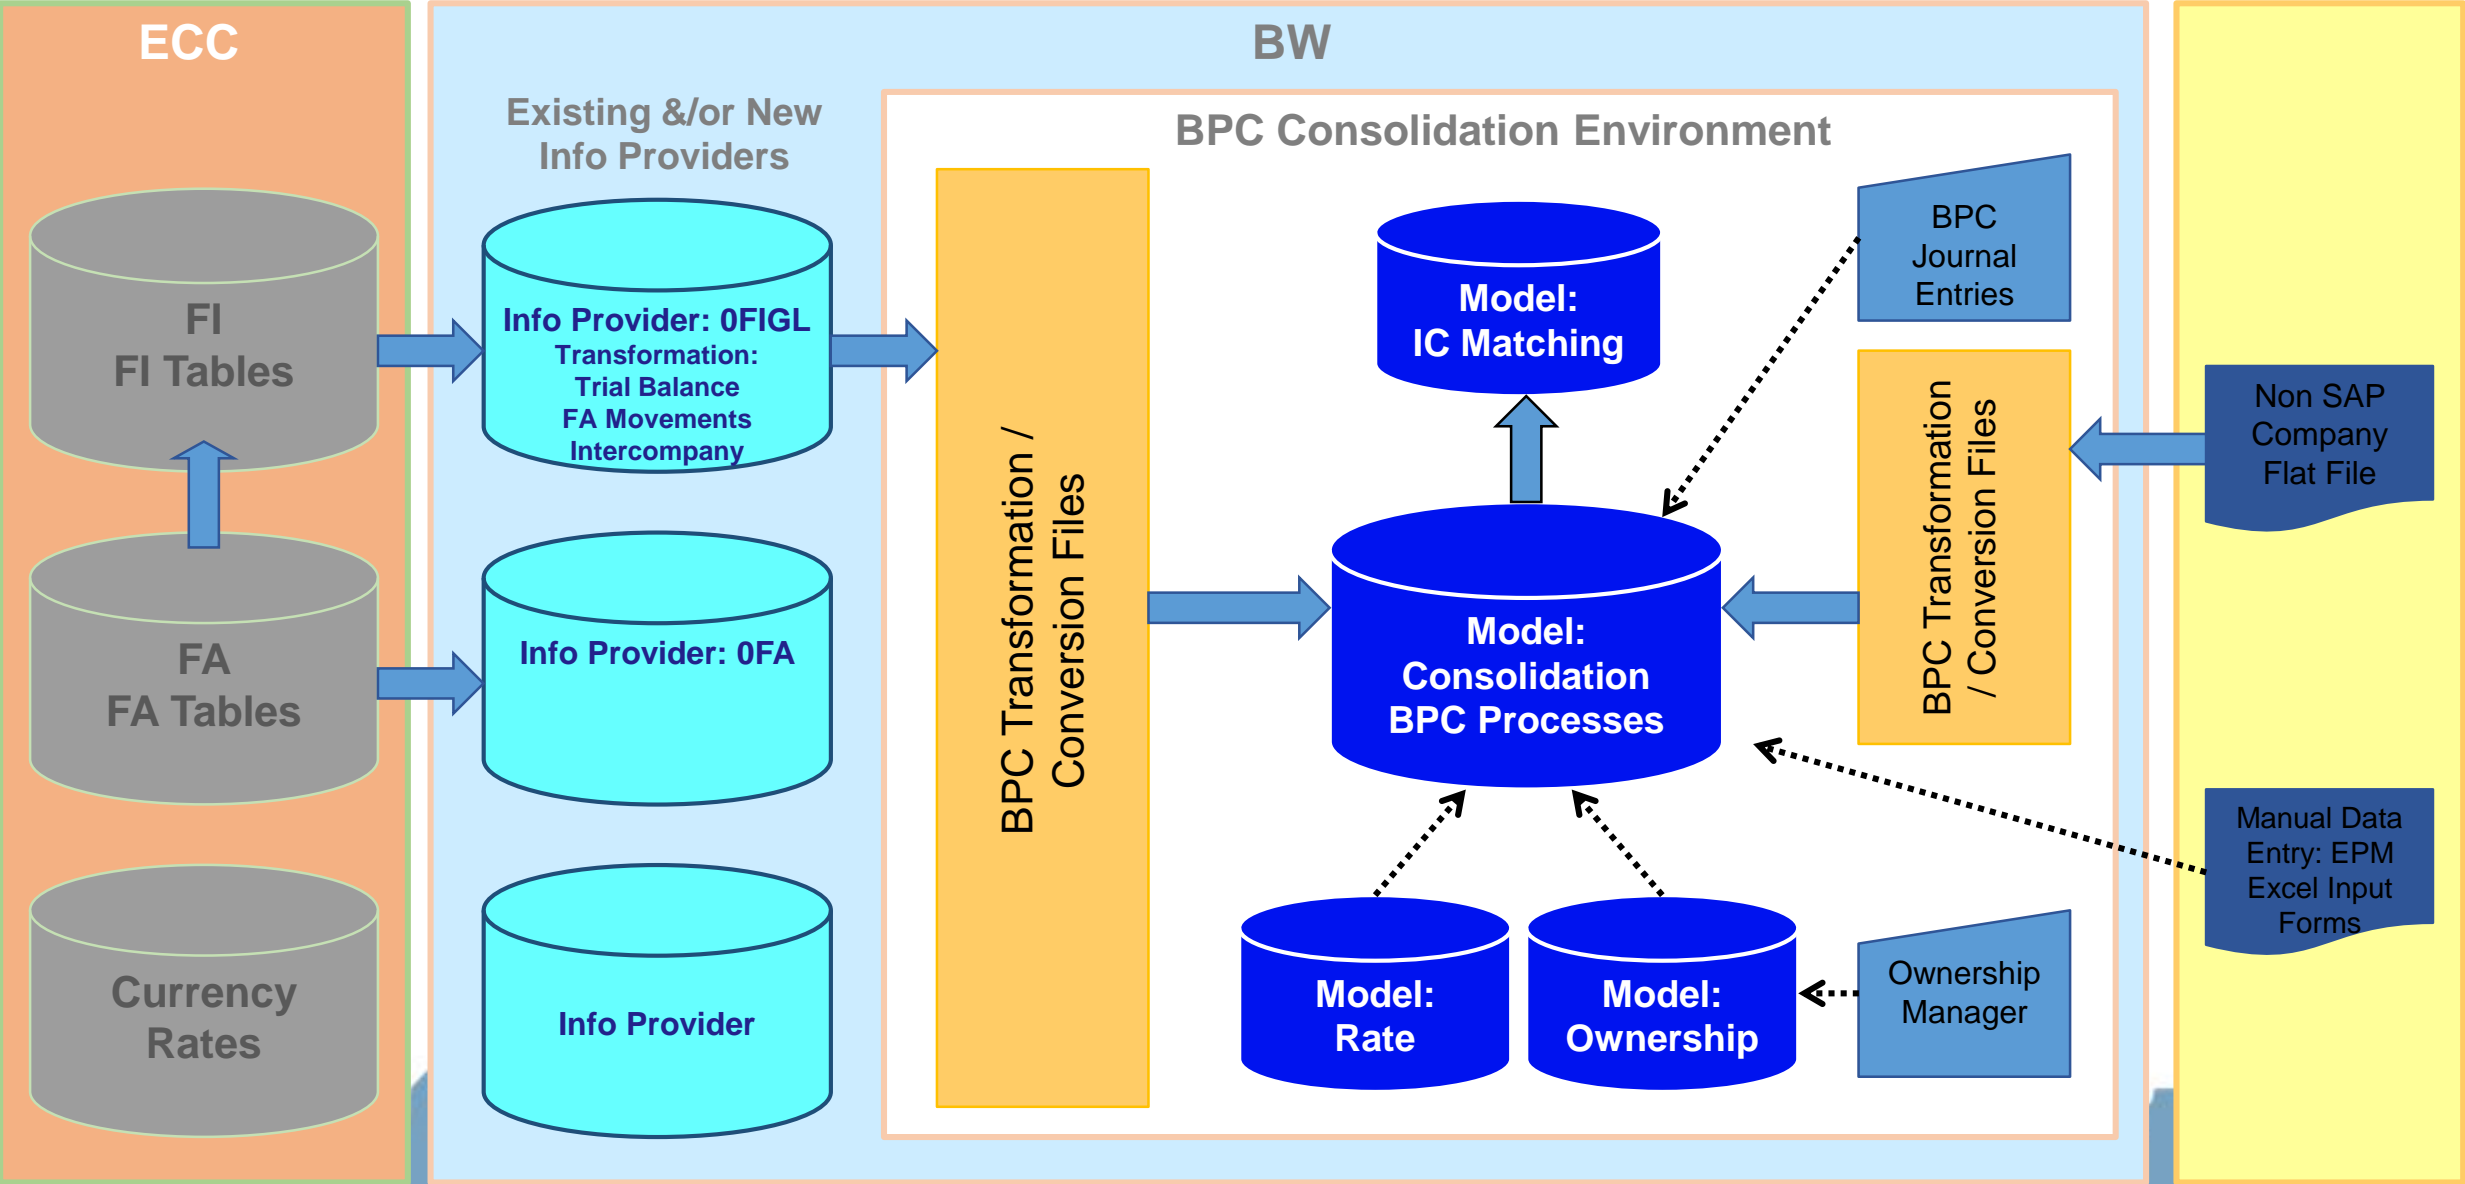 ECC
FI
FI Tables
FA
FA Tables
Currency
Rates
BW
Existing &/or New
Info Providers
Info Provider: 0FIGL
Transformation:
Trial Balance
FA Movements
Intercompany
Info Provider: 0FA
Info Provider
BPC Consolidation Environment
BPC Transformation /
Conversion Files
Model:
IC Matching
Model:
Consolidation
BPC Processes
Model:
Rate
Model:
Ownership
BPC
Journal
Entries
BPC Transformation
/ Conversion Files
Ownership
Manager
Non SAP
Company
Flat File
Manual Data
Entry: EPM
Excel Input
Forms